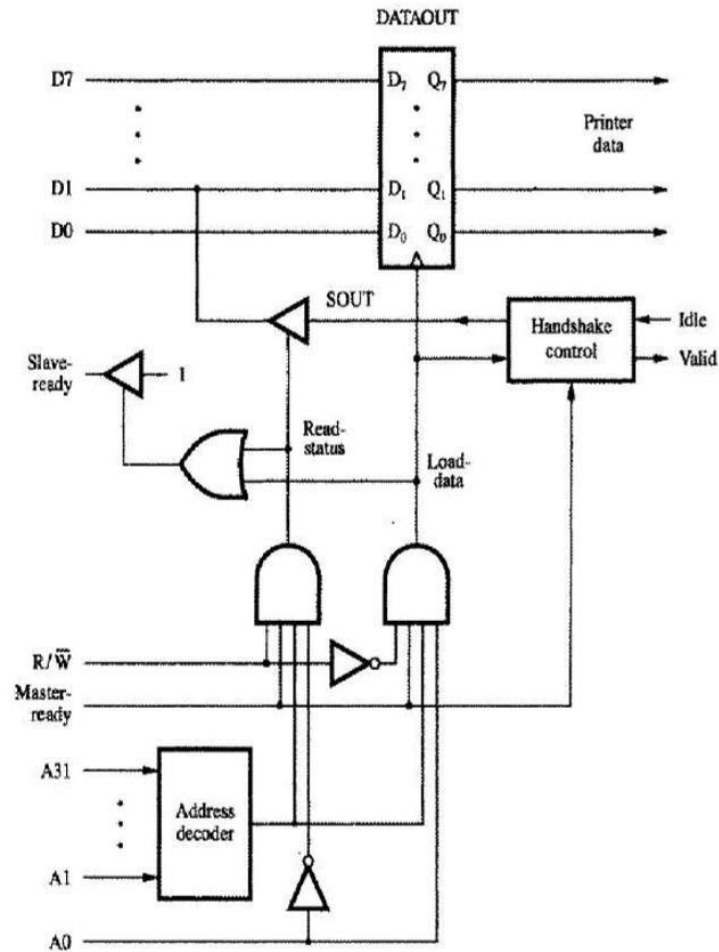 DATAOUT
D7 D7 Q7
Printer
data
D1 D1 Q1
D0 D0 Q0
SOUT
Handshake
control
Idle
Valid
Slave-
ready
1
Read-
status
Load-
data
R/W̅
Master-
ready
A31
Address
decoder
A1
A0